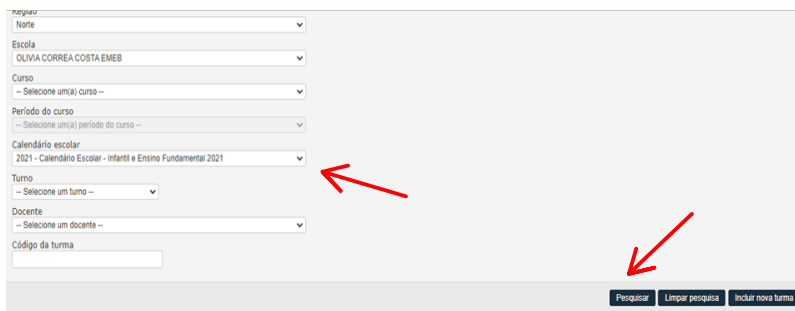 Região
Norte
Escola
OLIVIA CORREA COSTA EMEB
Curso
-- Selecione um(a) curso --
Período do curso
-- Selecione um(a) período do curso --
Calendário escolar
2021 - Calendário Escolar - Infantil e Ensino Fundamental 2021
Turno
-- Selecione um turno --
Docente
-- Selecione um docente --
Código da turma
Pesquisar Limpar pesquisa Incluir nova turma